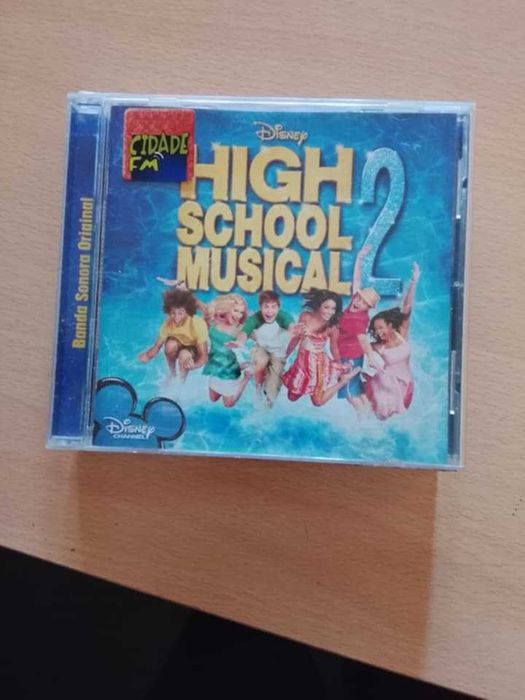 Banda Sonora Original
CIDADE
FM
Disney
HIGH
SCHOOL
MUSICAL 2
Disney
CHANNEL